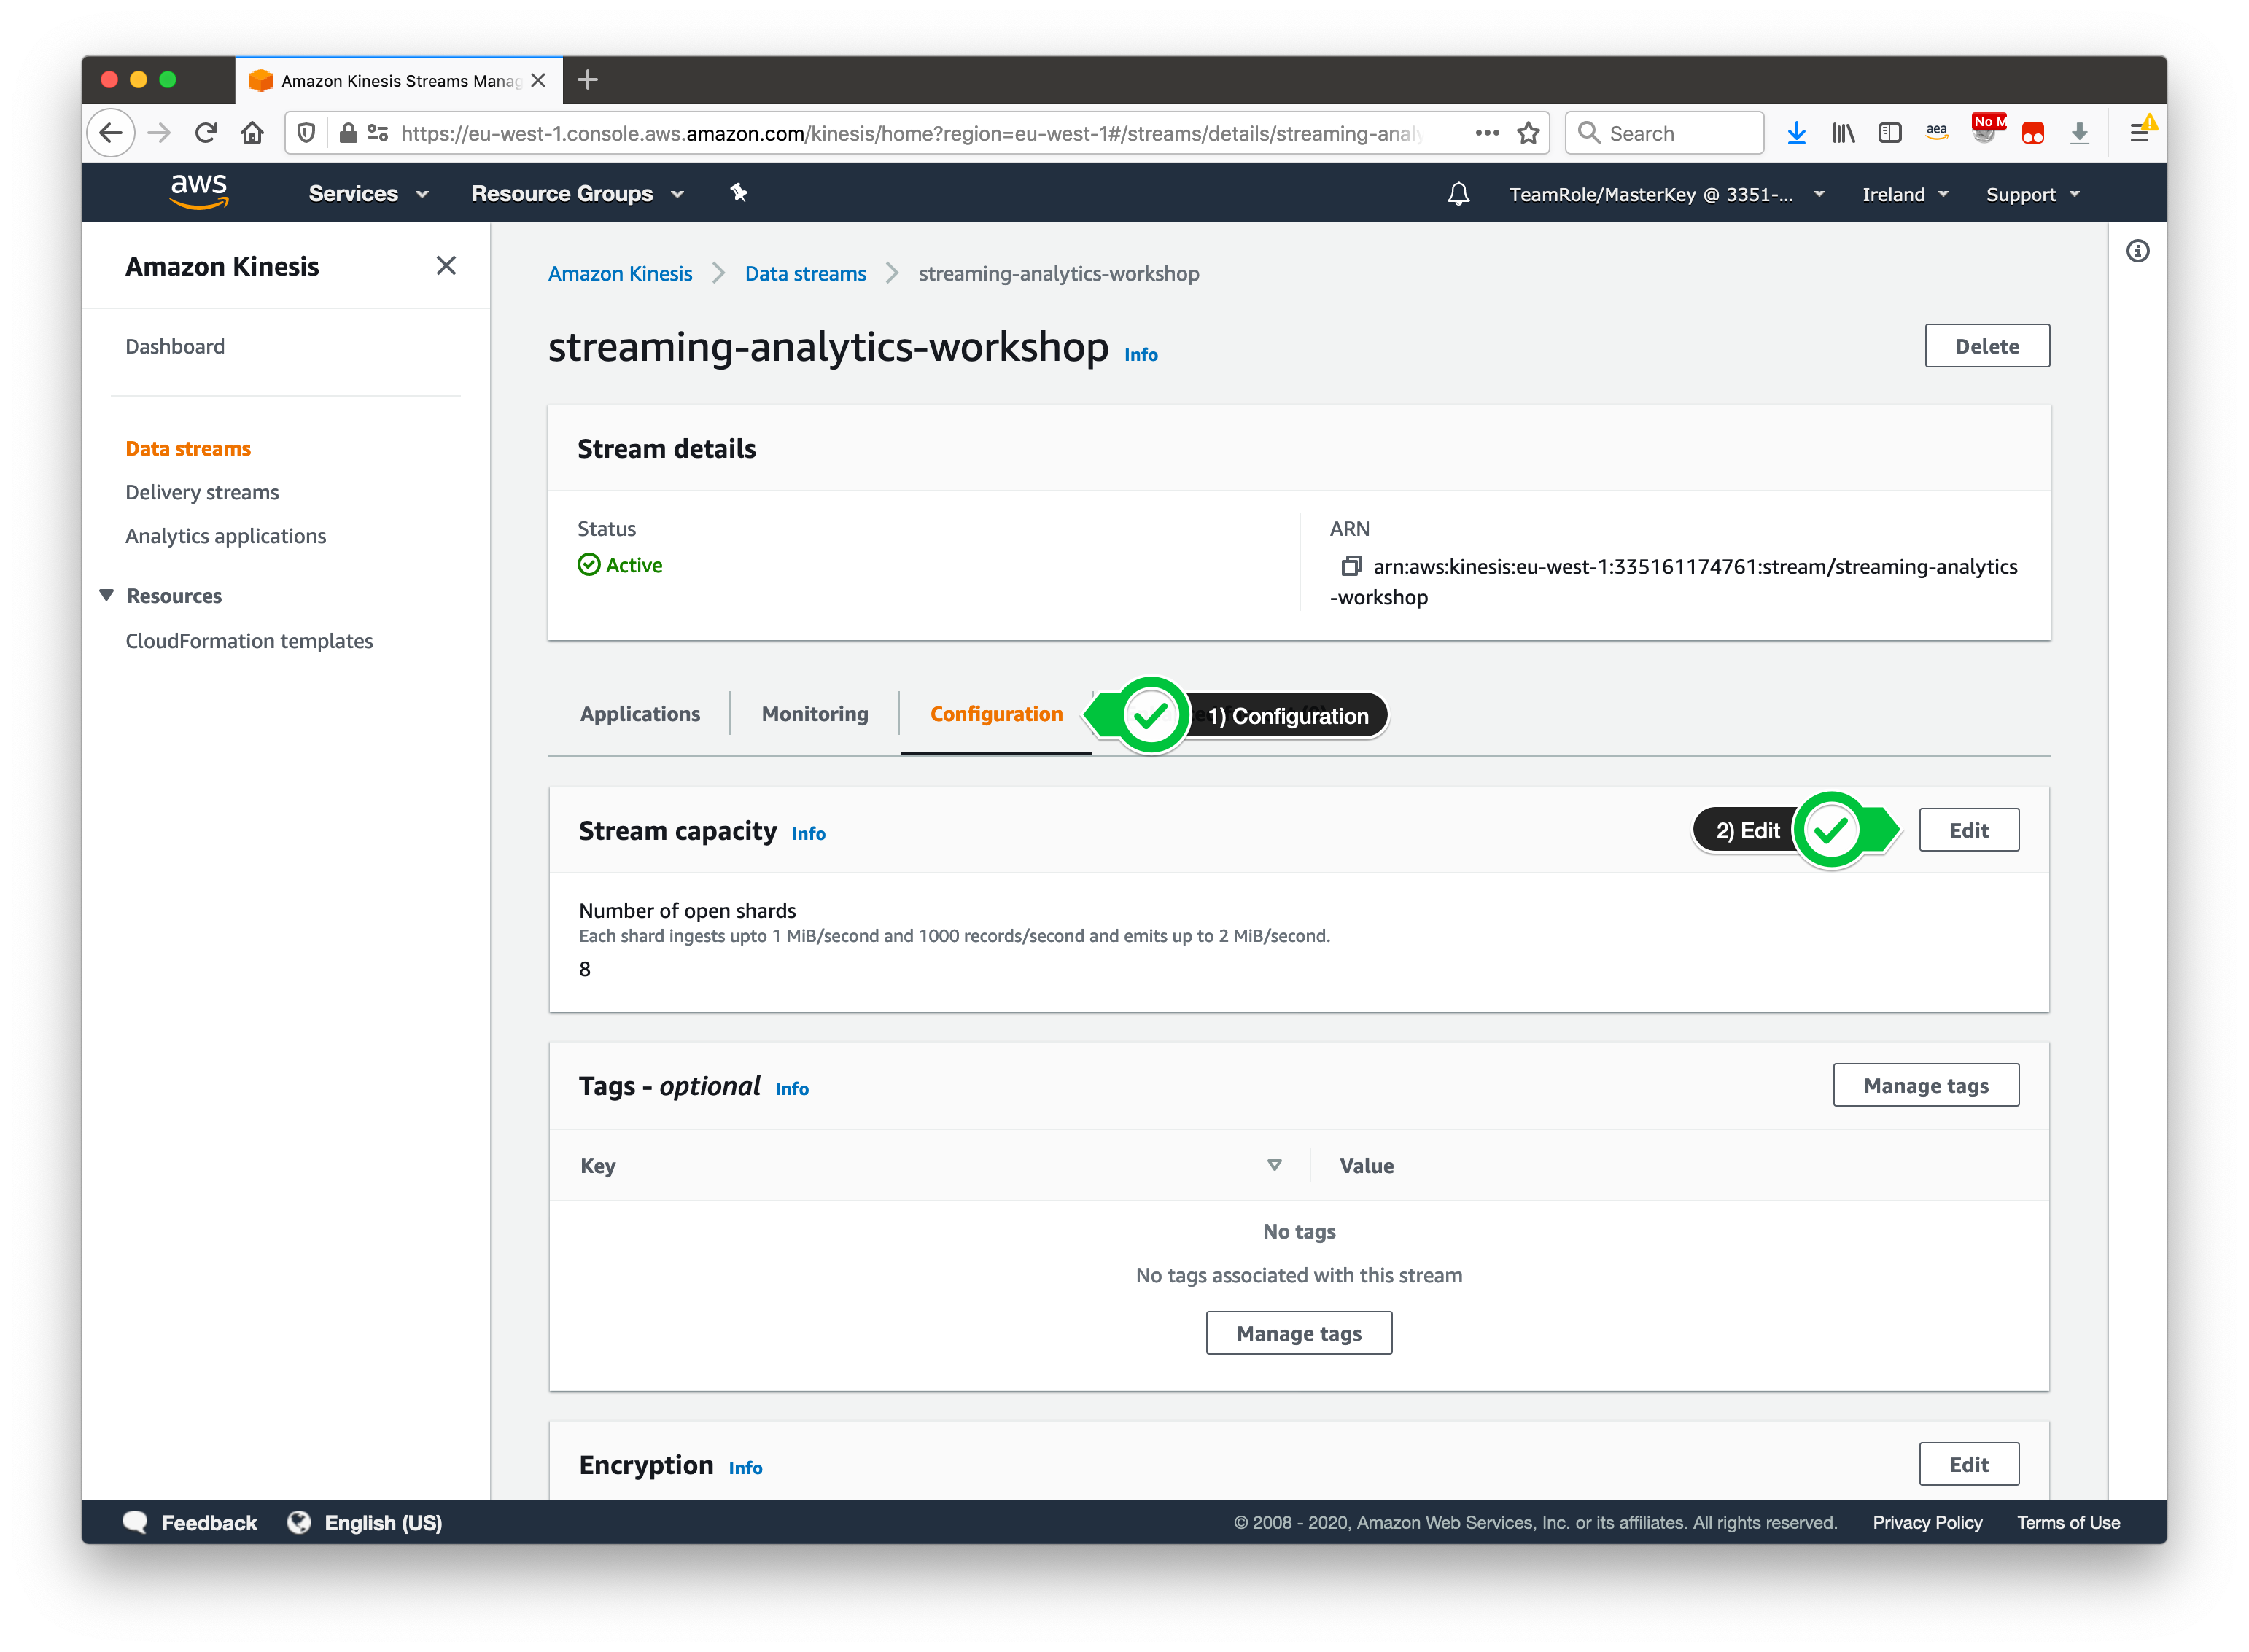 Amazon Kinesis Streams Manag
https://eu-west-1.console.aws.amazon.com/kinesis/home?region=eu-west-1#/streams/details/streaming-analy
Search
aea
No M
aws
Services
Resource Groups
TeamRole/MasterKey @ 3351-...
Ireland
Support
Amazon Kinesis
Dashboard
Data streams
Delivery streams
Analytics applications
Resources
CloudFormation templates
Amazon Kinesis
Data streams
streaming-analytics-workshop
streaming-analytics-workshop Info
Delete
Stream details
Status
Active
ARN
arn:aws:kinesis:eu-west-1:335161174761:stream/streaming-analytics
-workshop
Applications
Monitoring
Configuration
1) Configuration
Stream capacity Info
2) Edit
Edit
Number of open shards
Each shard ingests upto 1 MiB/second and 1000 records/second and emits up to 2 MiB/second.
8
Tags - optional Info
Manage tags
Key
Value
No tags
No tags associated with this stream
Manage tags
Encryption Info
Edit
Feedback
English (US)
© 2008 - 2020, Amazon Web Services, Inc. or its affiliates. All rights reserved.
Privacy Policy
Terms of Use